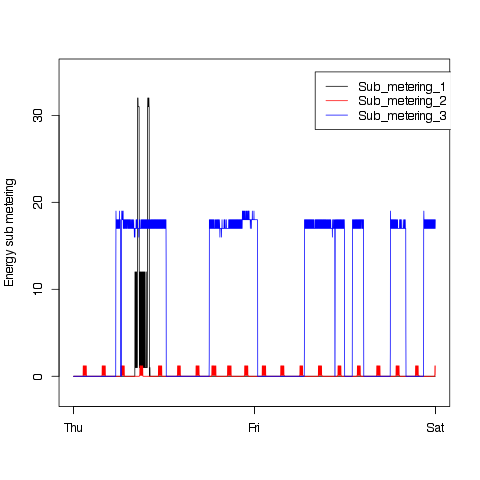 Sub_metering_1
Sub_metering_2
Sub_metering_3
Energy sub metering
30
20
10
0
Thu
Fri
Sat